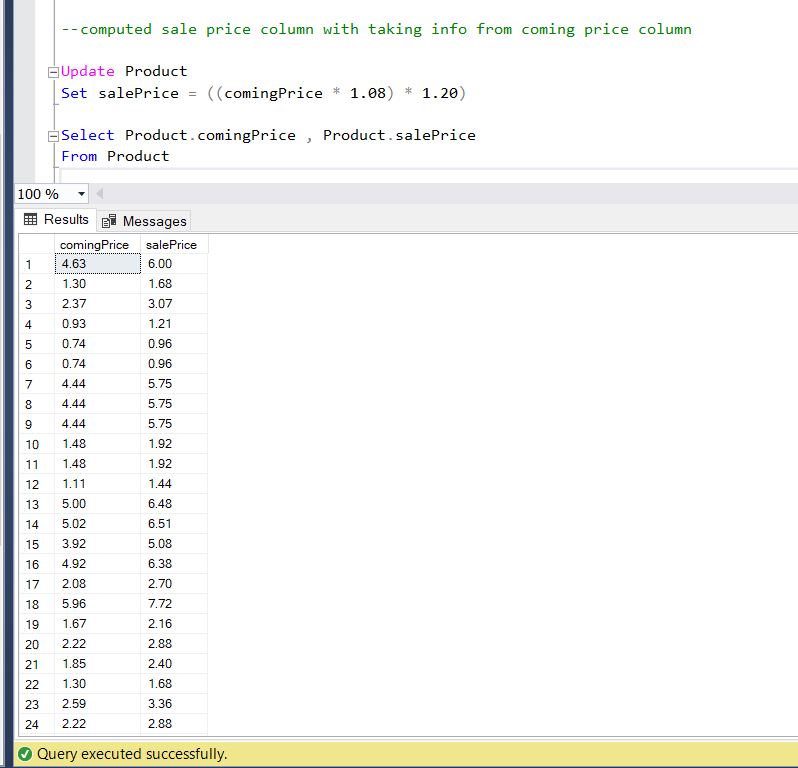 --computed sale price column with taking info from coming price column
Update Product
Set salePrice = ((comingPrice * 1.08) * 1.20)
Select Product.comingPrice , Product.salePrice
From Product
100 %
Results Messages
comingPrice salePrice
1 4.63 6.00
2 1.30 1.68
3 2.37 3.07
4 0.93 1.21
5 0.74 0.96
6 0.74 0.96
7 4.44 5.75
8 4.44 5.75
9 4.44 5.75
10 1.48 1.92
11 1.48 1.92
12 1.11 1.44
13 5.00 6.48
14 5.02 6.51
15 3.92 5.08
16 4.92 6.38
17 2.08 2.70
18 5.96 7.72
19 1.67 2.16
20 2.22 2.88
21 1.85 2.40
22 1.30 1.68
23 2.59 3.36
24 2.22 2.88
Query executed successfully.